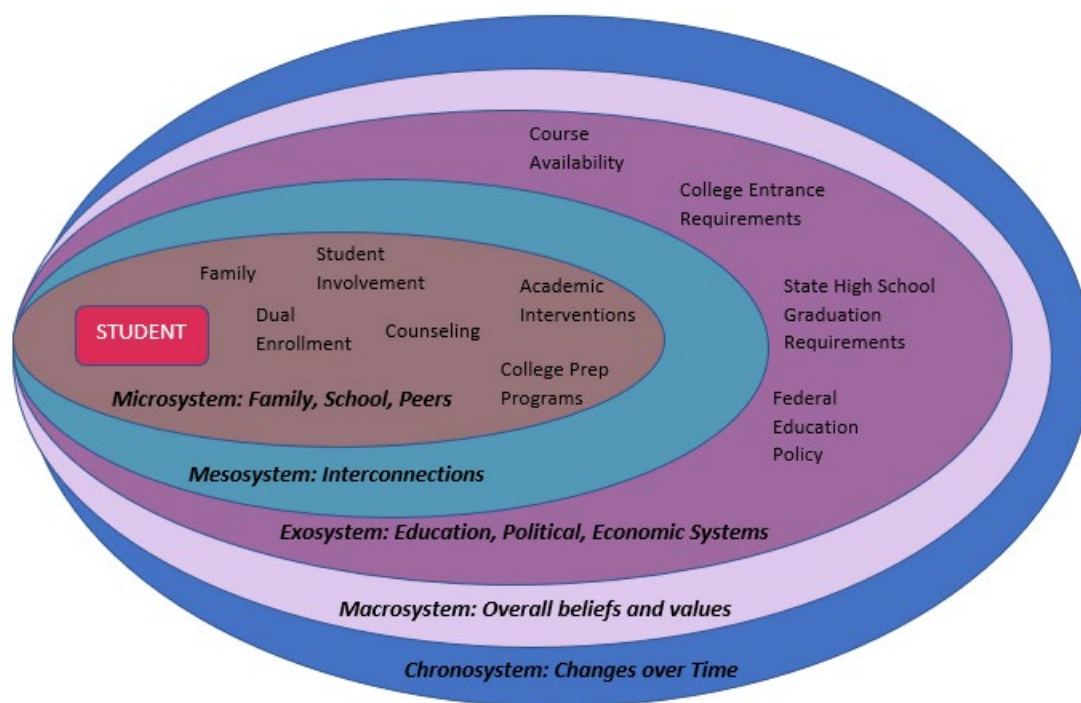 Course
Availability
College Entrance
Requirements
Family
Student
Involvement
Academic
Interventions
State High School
Graduation
Requirements
STUDENT
Dual
Enrollment
Counseling
College Prep
Programs
Federal
Education
Policy
Microsystem: Family, School, Peers
Mesosystem: Interconnections
Exosystem: Education, Political, Economic Systems
Macrosystem: Overall beliefs and values
Chronosystem: Changes over Time